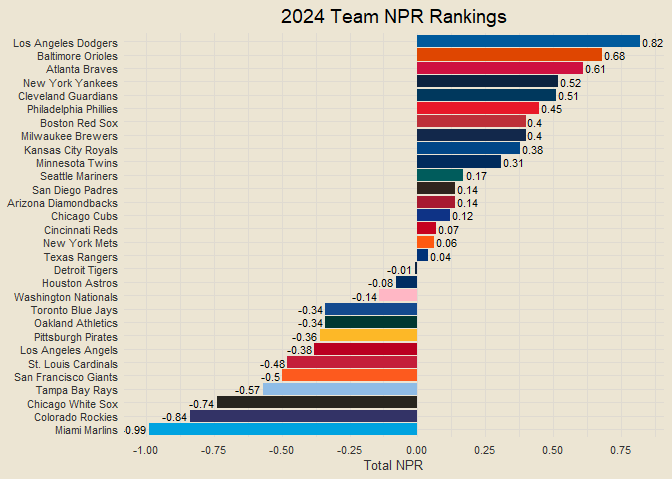 2024 Team NPR Rankings
Los Angeles Dodgers 0.82
Baltimore Orioles 0.68
Atlanta Braves 0.61
New York Yankees 0.52
Cleveland Guardians 0.51
Philadelphia Phillies 0.45
Boston Red Sox 0.4
Milwaukee Brewers 0.4
Kansas City Royals 0.38
Minnesota Twins 0.31
Seattle Mariners 0.17
San Diego Padres 0.14
Arizona Diamondbacks 0.14
Chicago Cubs 0.12
Cincinnati Reds 0.07
New York Mets 0.06
Texas Rangers 0.04
Detroit Tigers -0.01
Houston Astros -0.08
Washington Nationals -0.14
Toronto Blue Jays -0.34
Oakland Athletics -0.34
Pittsburgh Pirates -0.36
Los Angeles Angels -0.38
St. Louis Cardinals -0.48
San Francisco Giants -0.5
Tampa Bay Rays -0.57
Chicago White Sox -0.74
Colorado Rockies -0.84
Miami Marlins -0.99
-1.00 -0.75 -0.50 -0.25 0.00 0.25 0.50 0.75
Total NPR